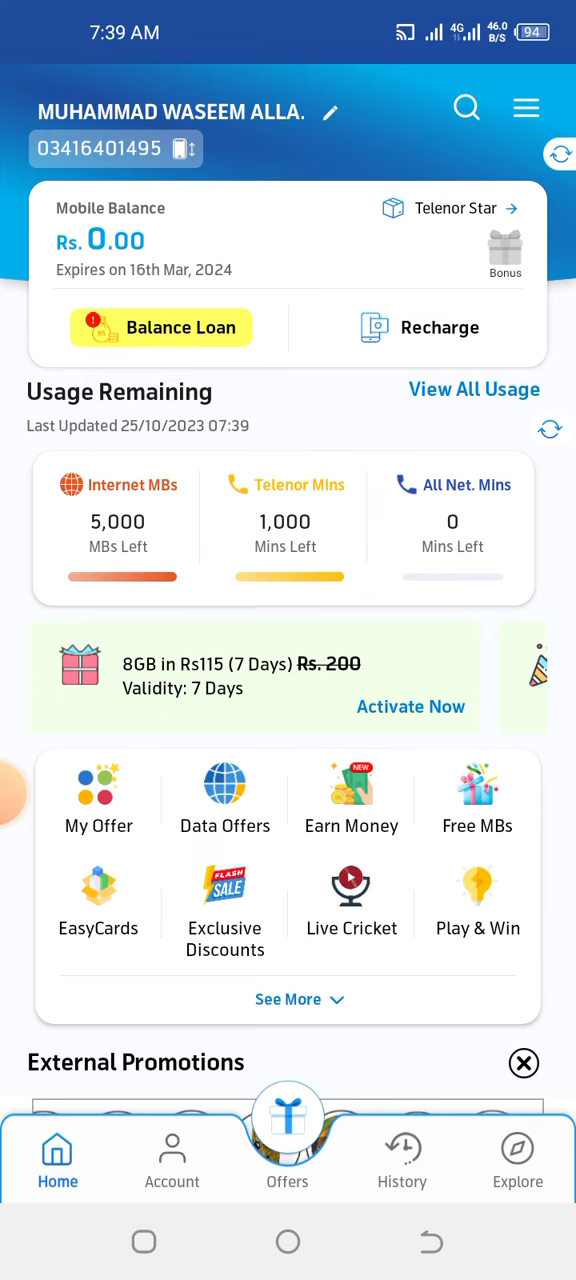 7:39 AM
4G
46.0
B/S
94
MUHAMMAD WASEEM ALLA.
03416401495
Mobile Balance
Telenor Star
Rs. 0.00
Expires on 16th Mar, 2024
Bonus
Balance Loan
Recharge
Usage Remaining
View All Usage
Last Updated 25/10/2023 07:39
Internet MBs
Telenor Mins
All Net. Mins
5,000
1,000
0
MBs Left
Mins Left
Mins Left
8GB in Rs115 (7 Days) Rs. 200
Validity: 7 Days
Activate Now
NEW
My Offer
Data Offers
Earn Money
Free MBs
FLASH
SALE
EasyCards
Exclusive
Discounts
Live Cricket
Play & Win
See More
External Promotions
Home
Account
Offers
History
Explore